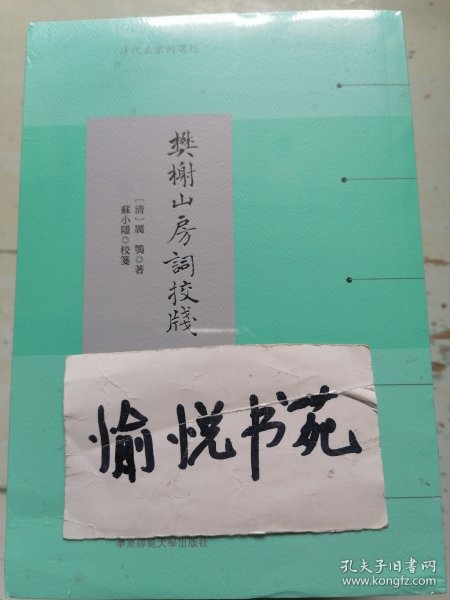 清代名家詞選刊
樊榭山房詞挍牋
［清］厲 鶚◎著
蘇小隱◎校箋
愉悦书苑
華東師範大學出版社
孔夫子旧书网
www.kongfz.com